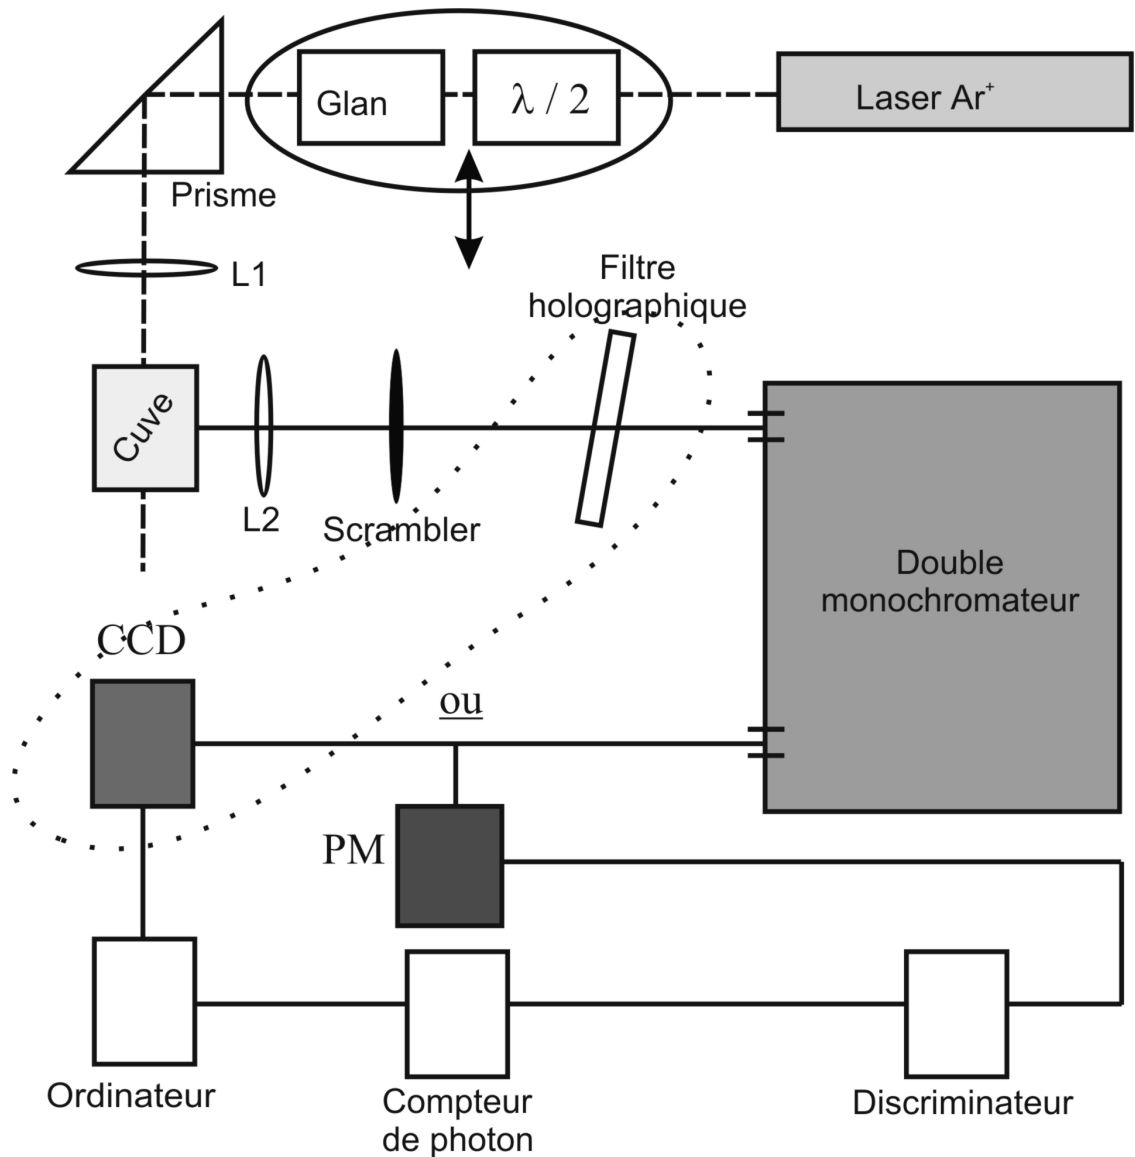 Glan
λ / 2
Laser Ar⁺
Prisme
L1
Filtre
holographique
Cuve
L2
Scrambler
Double
monochromateur
CCD
ou
PM
Ordinateur
Compteur
de photon
Discriminateur